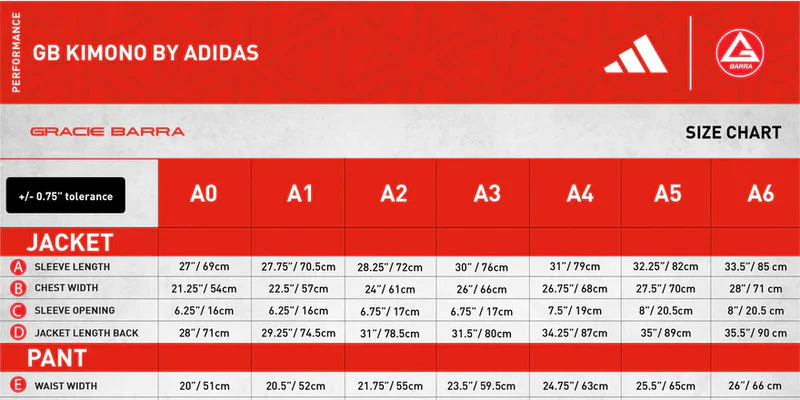 PERFORMANCE
GB KIMONO BY ADIDAS
BARRA
GRACIE BARRA
SIZE CHART
+/- 0.75" tolerance A0 A1 A2 A3 A4 A5 A6
JACKET
A SLEEVE LENGTH 27"/ 69cm 27.75"/ 70.5cm 28.25"/ 72cm 30" /76cm 31"/ 79cm 32.25"/ 82cm 33.5"/ 85 cm
B CHEST WIDTH 21.25"/ 54cm 22.5"/ 57cm 24"/ 61cm 26"/ 66cm 26.75"/ 68cm 27.5"/ 70cm 28"/ 71 cm
C SLEEVE OPENING 6.25"/ 16cm 6.25"/ 16cm 6.75"/ 17cm 6.75"/ 17cm 7.5"/ 19cm 8"/ 20.5cm 8"/ 20.5 cm
D JACKET LENGTH BACK 28"/ 71cm 29.25"/ 74.5cm 31"/ 78.5cm 31.5"/ 80cm 34.25"/ 87cm 35"/ 89cm 35.5"/ 90 cm
PANT
E WAIST WIDTH 20"/ 51cm 20.5"/ 52cm 21.75"/ 55cm 23.5"/ 59.5cm 24.75"/ 63cm 25.5"/ 65cm 26"/ 66 cm